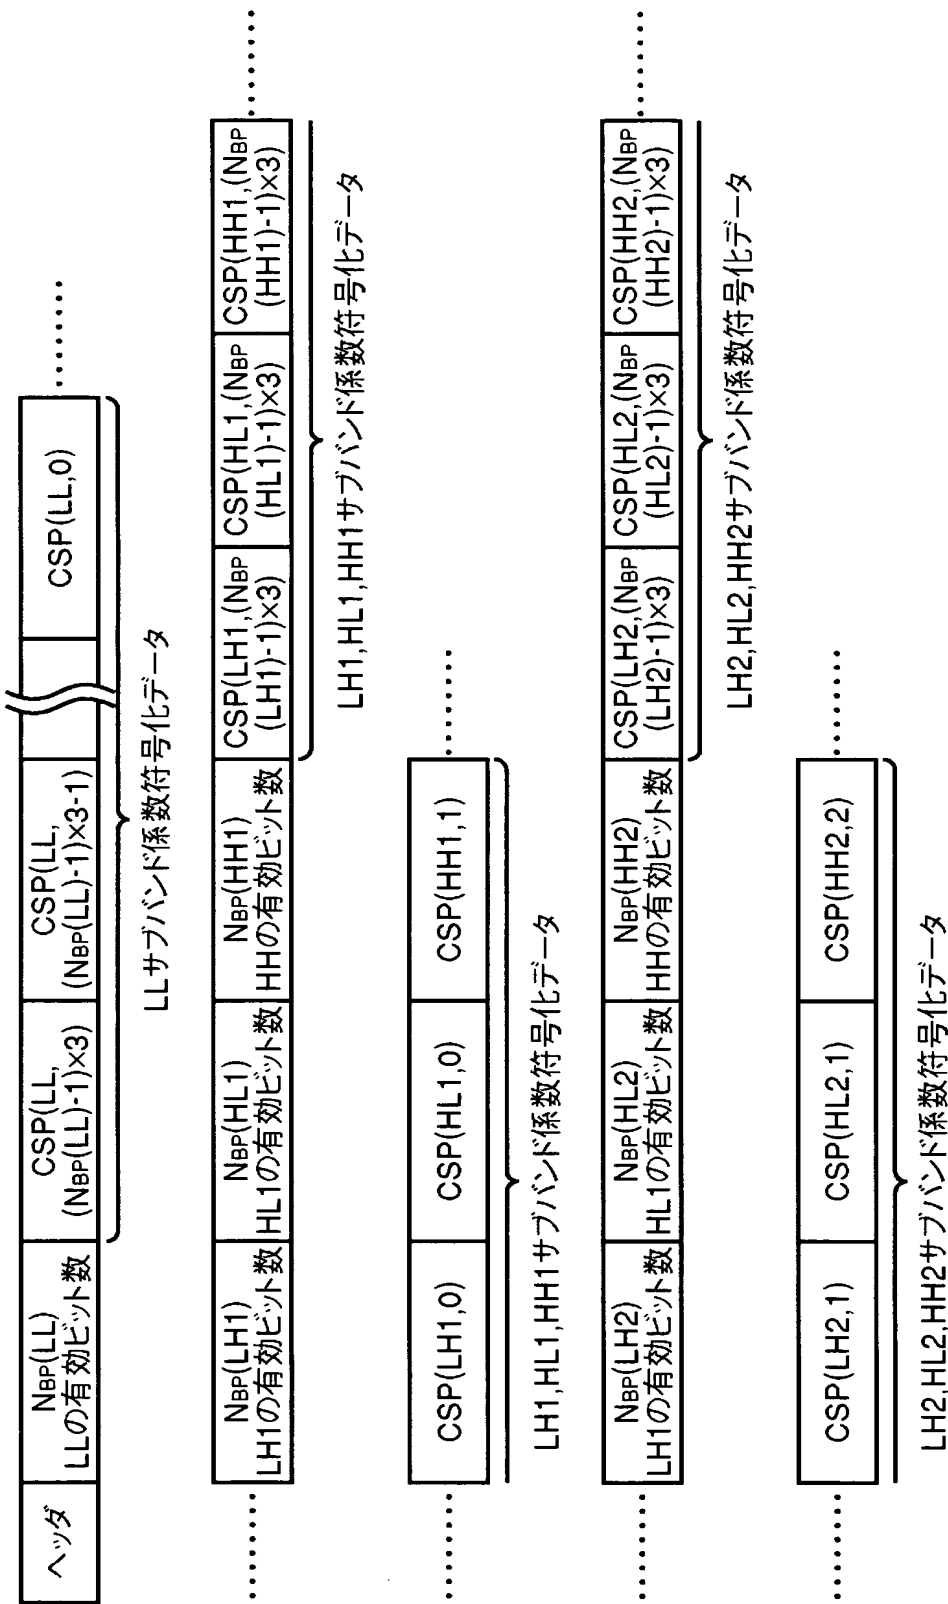 ヘッダ
NBP(LL)
LLの有効ビット数
CSP(LL,
(NBP(LL)-1)×3)
CSP(LL,
(NBP(LL)-1)×3-1)
CSP(LL,0)
········
LLサブバンド係数符号化データ
········
NBP(LH1)
LH1の有効ビット数
NBP(HL1)
HL1の有効ビット数
NBP(HH1)
HHの有効ビット数
CSP(LH1,(NBP
(LH1)-1)×3)
CSP(HL1,(NBP
(HL1)-1)×3)
CSP(HH1,(NBP
(HH1)-1)×3)
········
LH1,HL1,HH1サブバンド係数符号化データ
········
CSP(LH1,0)
CSP(HL1,0)
CSP(HH1,1)
········
LH1,HL1,HH1サブバンド係数符号化データ
········
NBP(LH2)
LH1の有効ビット数
NBP(HL2)
HL1の有効ビット数
NBP(HH2)
HHの有効ビット数
CSP(LH2,(NBP
(LH2)-1)×3)
CSP(HL2,(NBP
(HL2)-1)×3)
CSP(HH2,(NBP
(HH2)-1)×3)
········
LH2,HL2,HH2サブバンド係数符号化データ
········
CSP(LH2,1)
CSP(HL2,1)
CSP(HH2,2)
········
LH2,HL2,HH2サブバンド係数符号化データ